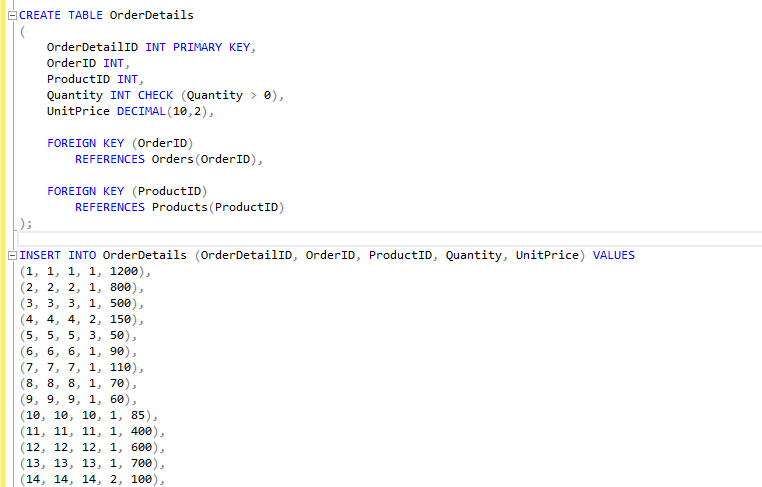 CREATE TABLE OrderDetails
(
    OrderDetailID INT PRIMARY KEY,
    OrderID INT,
    ProductID INT,
    Quantity INT CHECK (Quantity > 0),
    UnitPrice DECIMAL(10,2),

    FOREIGN KEY (OrderID)
        REFERENCES Orders(OrderID),

    FOREIGN KEY (ProductID)
        REFERENCES Products(ProductID)
);

INSERT INTO OrderDetails (OrderDetailID, OrderID, ProductID, Quantity, UnitPrice) VALUES
(1, 1, 1, 1, 1200),
(2, 2, 2, 1, 800),
(3, 3, 3, 1, 500),
(4, 4, 4, 2, 150),
(5, 5, 5, 3, 50),
(6, 6, 6, 1, 90),
(7, 7, 7, 1, 110),
(8, 8, 8, 1, 70),
(9, 9, 9, 1, 60),
(10, 10, 10, 1, 85),
(11, 11, 11, 1, 400),
(12, 12, 12, 1, 600),
(13, 13, 13, 1, 700),
(14, 14, 14, 2, 100),